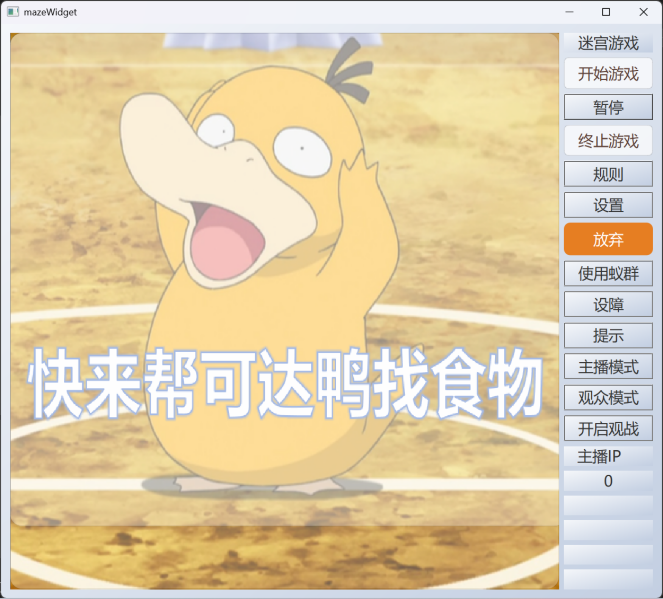 mazeWidget
迷宫游戏
开始游戏
暂停
终止游戏
规则
设置
放弃
使用蚁群
设障
提示
主播模式
观众模式
开启观战
主播IP
0
快来帮可达鸭找食物